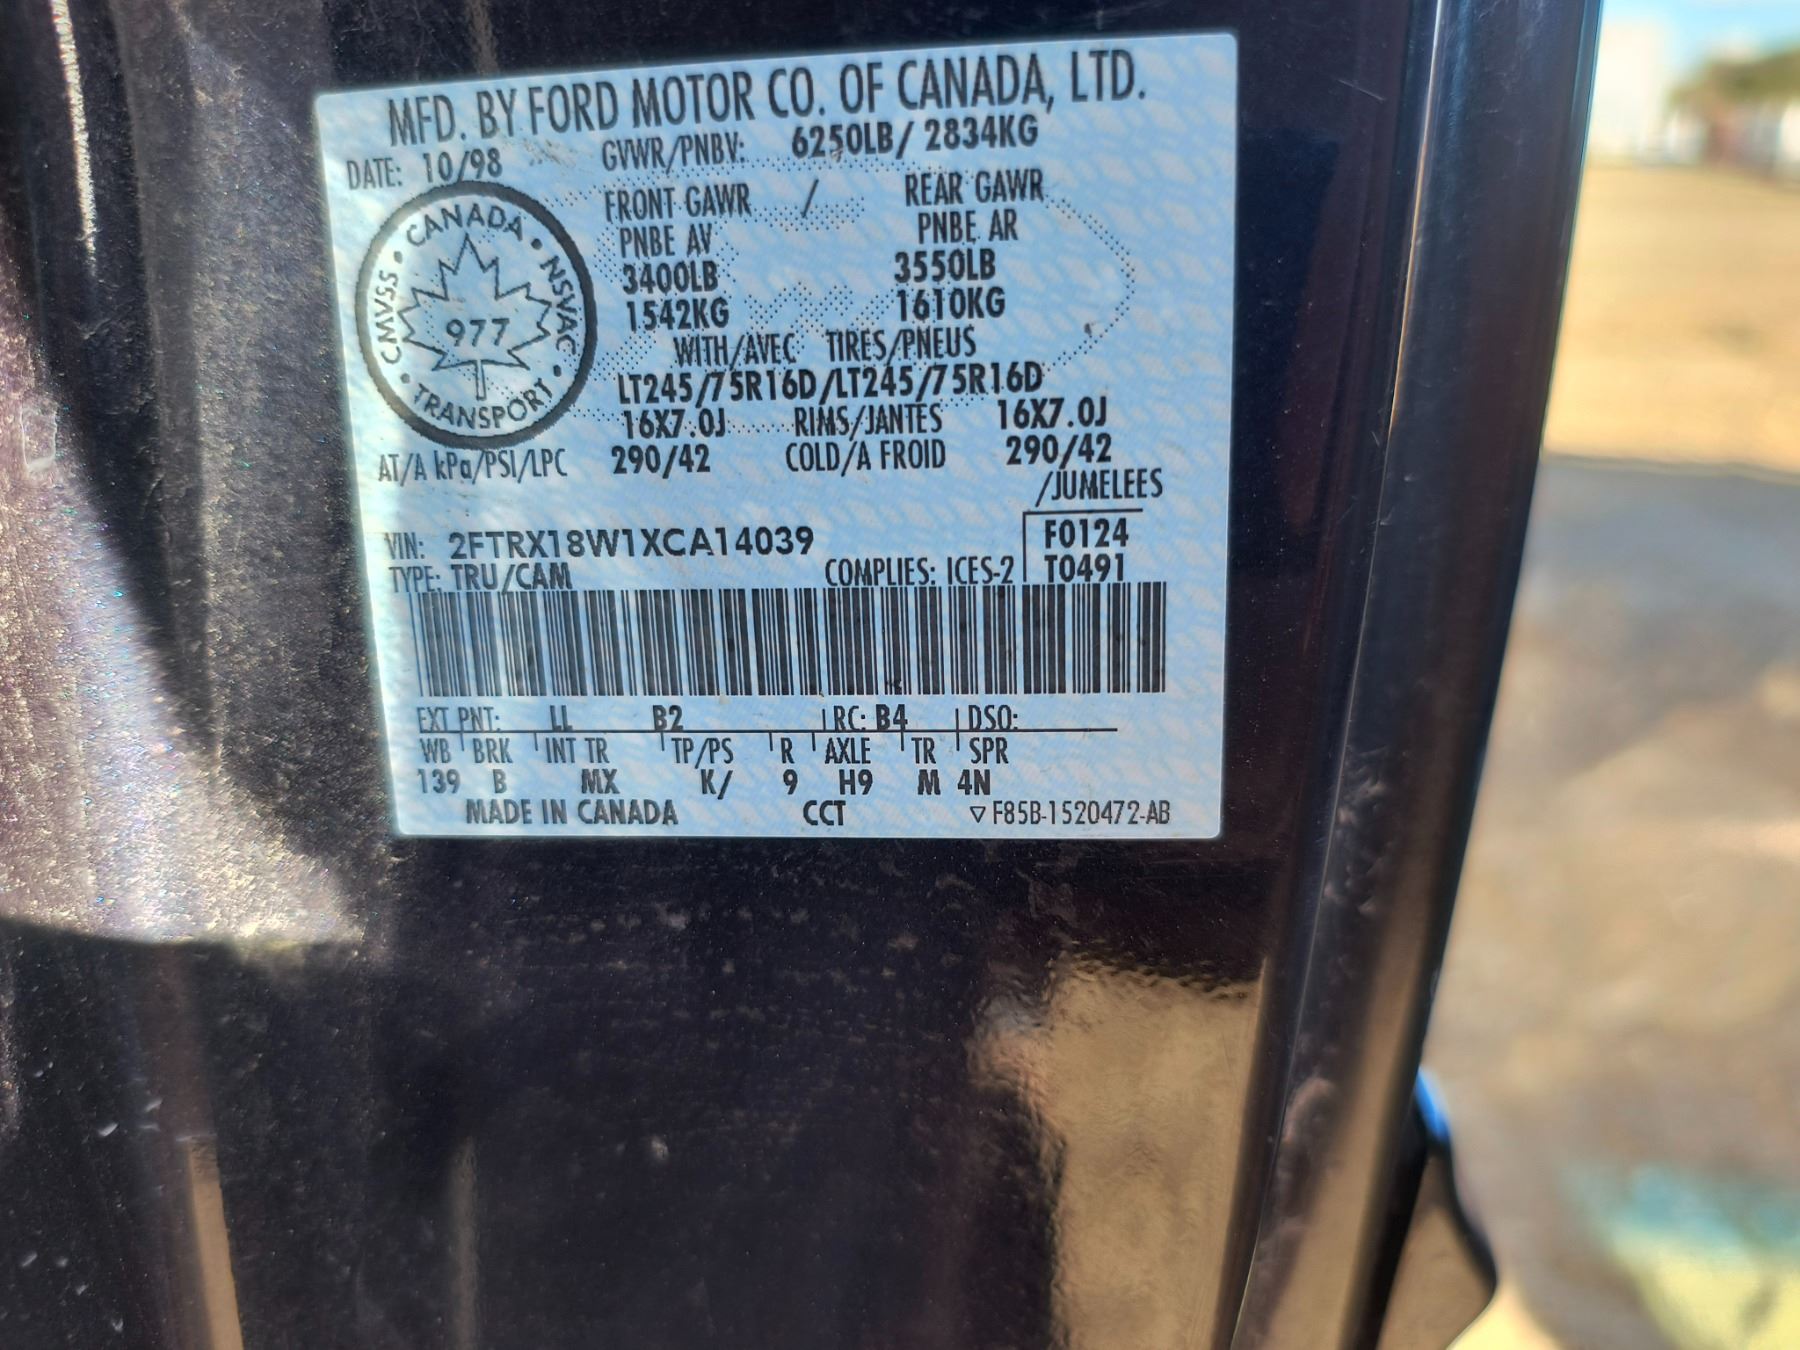 MFD. BY FORD MOTOR CO. OF CANADA, LTD.
DATE: 10/98 GVWR/PNBV: 6250LB/ 2834KG
FRONT GAWR / REAR GAWR
PNBE AV PNBE AR
3400LB 3550LB
1542KG 1610KG
WITH/AVEC TIRES/PNEUS
LT245/75R16D/LT245/75R16D
16X7.0J RIMS/JANTES 16X7.0J
AT/A kPa/PSI/LPC 290/42 COLD/A FROID 290/42
/JUMELEES
CANADA • NSVAC • TRANSPORT • CMVSS •
977
VIN: 2FTRX18W1XCA14039 F0124
TYPE: TRU/CAM COMPLIES: ICES-2 T0491
EXT PNT: LL B2 RC: B4 DSO:
WB BRK INT TR TP/PS R AXLE TR SPR
139 B MX K/ 9 H9 M 4N
MADE IN CANADA CCT ▽ F85B-1520472-AB